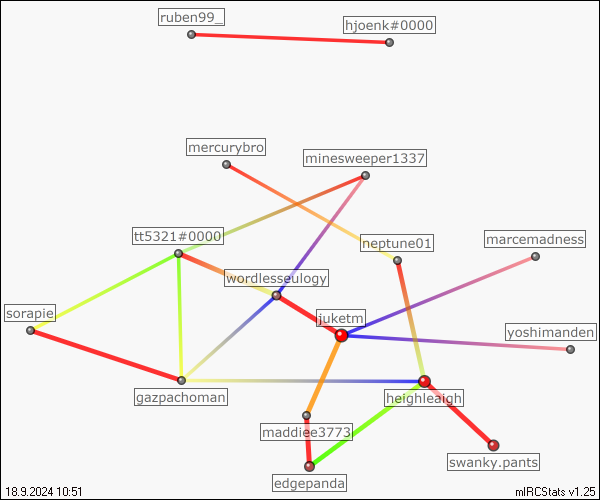 ruben99_
hjoenk#0000
mercurybro
minesweeper1337
tt5321#0000
neptune01
marcemadness
wordlesseulogy
sorapie
juketm
yoshimanden
gazpachoman
heighleaigh
maddiee3773
swanky.pants
edgepanda
18.9.2024 10:51
mIRCStats v1.25